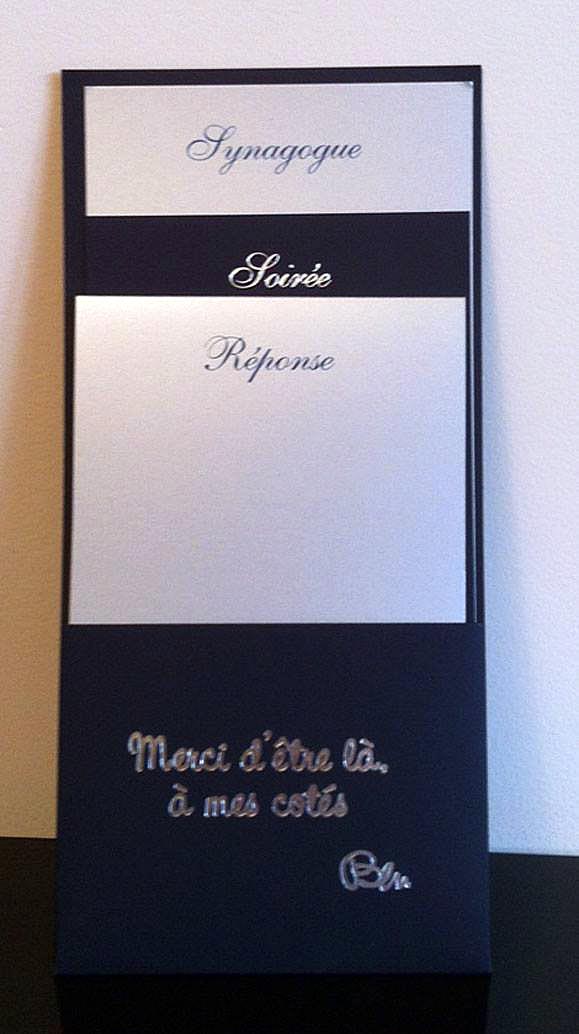 Synagogue
Soirée
Réponse
Merci d'être là,
à mes cotés